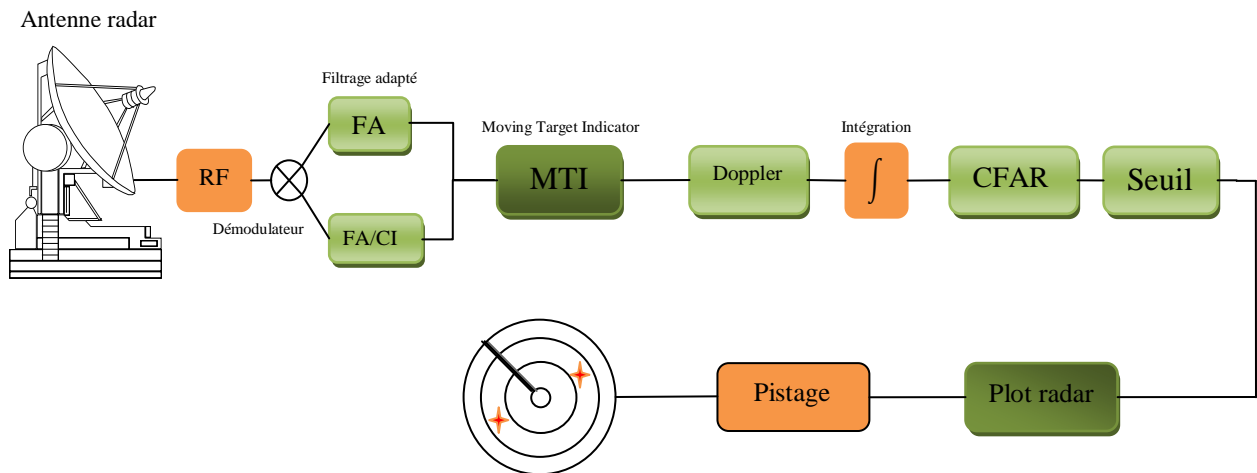 Antenne radar
Filtrage adapté
FA
Moving Target Indicator
Intégration
RF
MTI
Doppler
∫
CFAR
Seuil
Démodulateur
FA/CI
Pistage
Plot radar